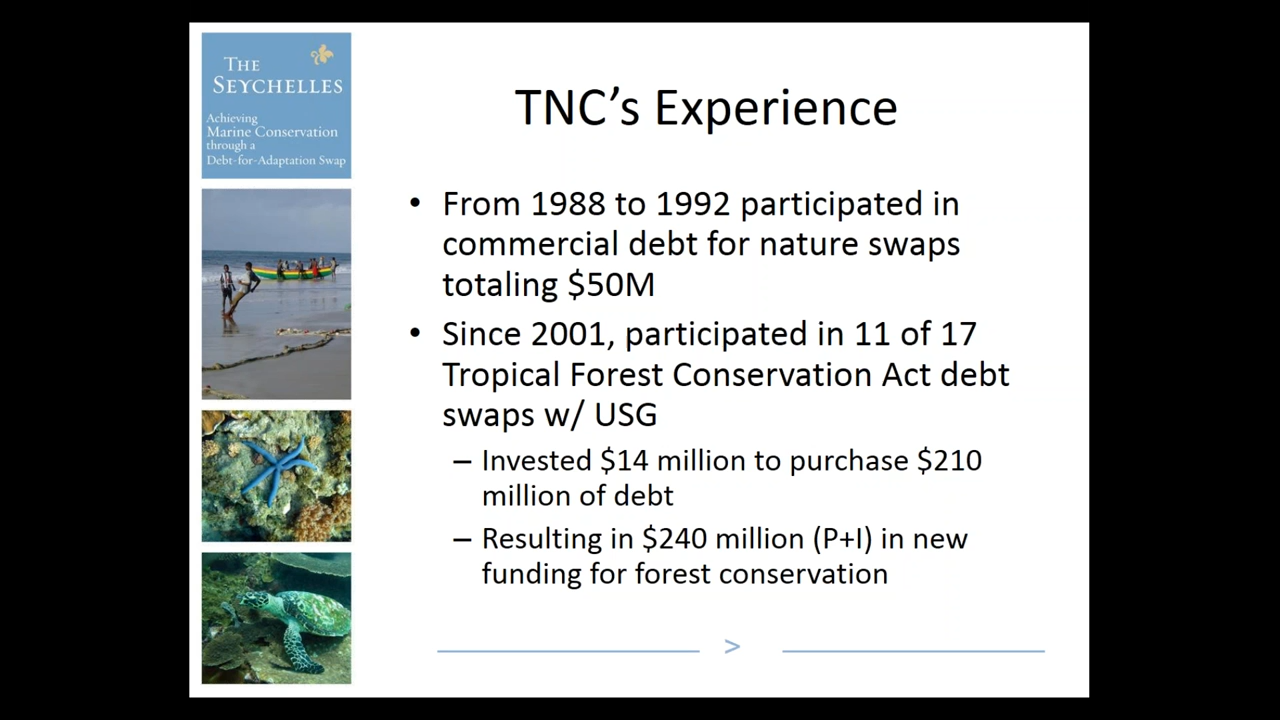 THE
SEYCHELLES
Achieving
Marine Conservation
through a
Debt-for-Adaptation Swap
TNC’s Experience
• From 1988 to 1992 participated in
commercial debt for nature swaps
totaling $50M
• Since 2001, participated in 11 of 17
Tropical Forest Conservation Act debt
swaps w/ USG
– Invested $14 million to purchase $210
million of debt
– Resulting in $240 million (P+I) in new
funding for forest conservation
>